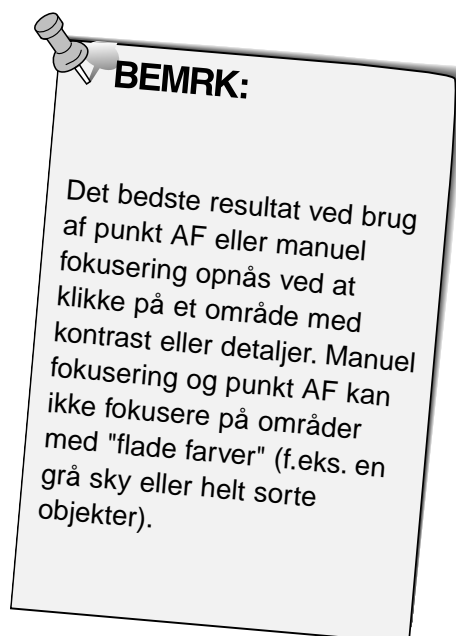 BEMRK:
Det bedste resultat ved brug
af punkt AF eller manuel
fokusering opnås ved at
klikke på et område med
kontrast eller detaljer. Manuel
fokusering og punkt AF kan
ikke fokusere på områder
med "flade farver" (f.eks. en
grå sky eller helt sorte
objekter).